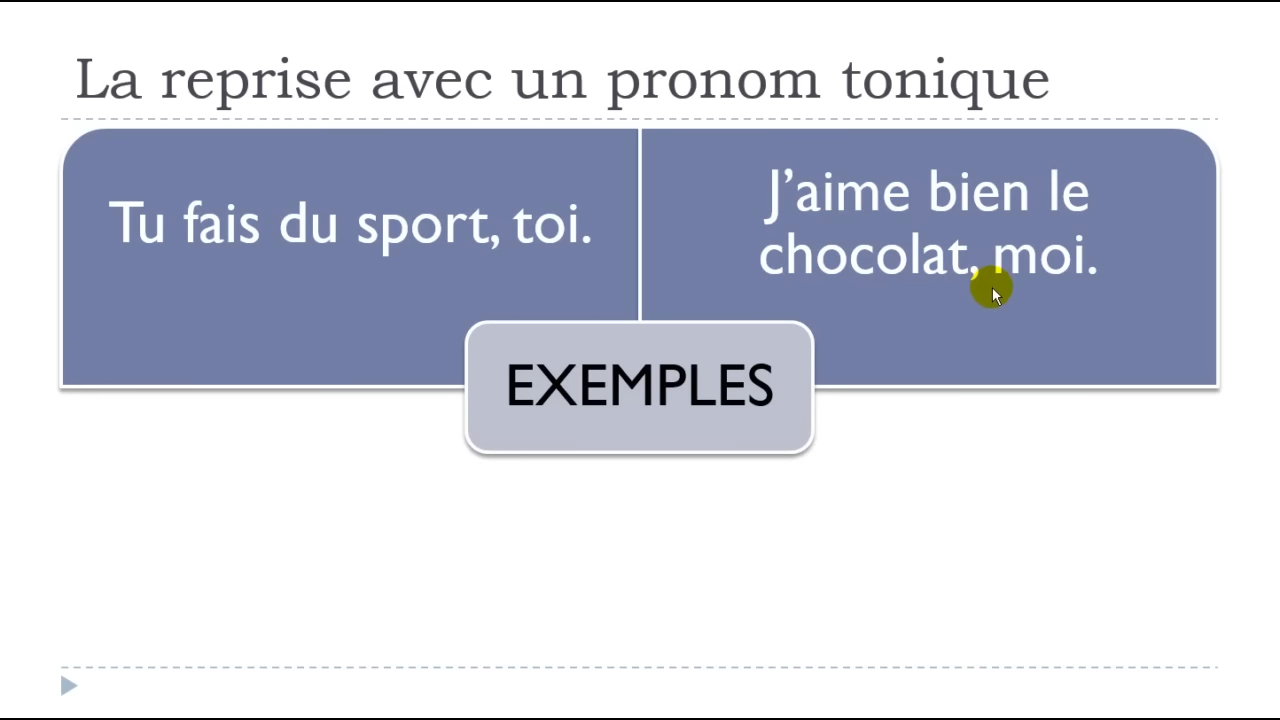 La reprise avec un pronom tonique
Tu fais du sport, toi.
J’aime bien le
chocolat, moi.
EXEMPLES